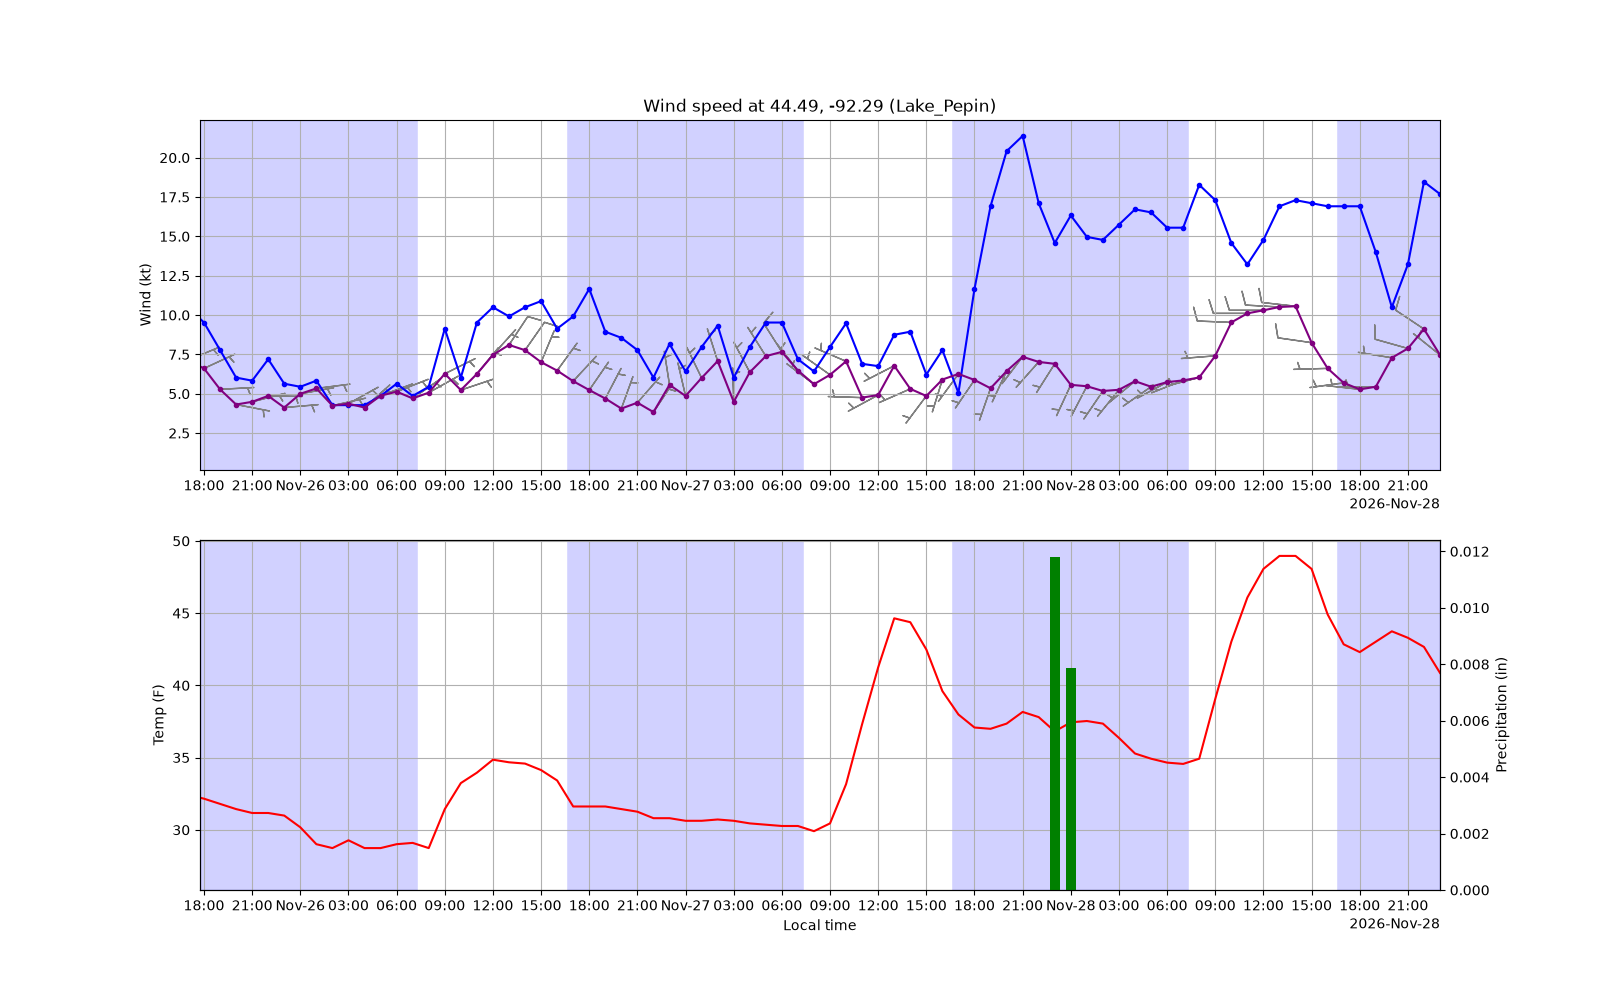 Wind speed at 44.49, -92.29 (Lake_Pepin)
Wind (kt)
20.0
17.5
15.0
12.5
10.0
7.5
5.0
2.5
18:00 21:00 Nov-26 03:00 06:00 09:00 12:00 15:00 18:00 21:00 Nov-27 03:00 06:00 09:00 12:00 15:00 18:00 21:00 Nov-28 03:00 06:00 09:00 12:00 15:00 18:00 21:00
2026-Nov-28
Temp (F)
50
45
40
35
30
0.012
0.010
0.008
0.006
0.004
0.002
0.000
Precipitation (in)
18:00 21:00 Nov-26 03:00 06:00 09:00 12:00 15:00 18:00 21:00 Nov-27 03:00 06:00 09:00 12:00 15:00 18:00 21:00 Nov-28 03:00 06:00 09:00 12:00 15:00 18:00 21:00
Local time
2026-Nov-28